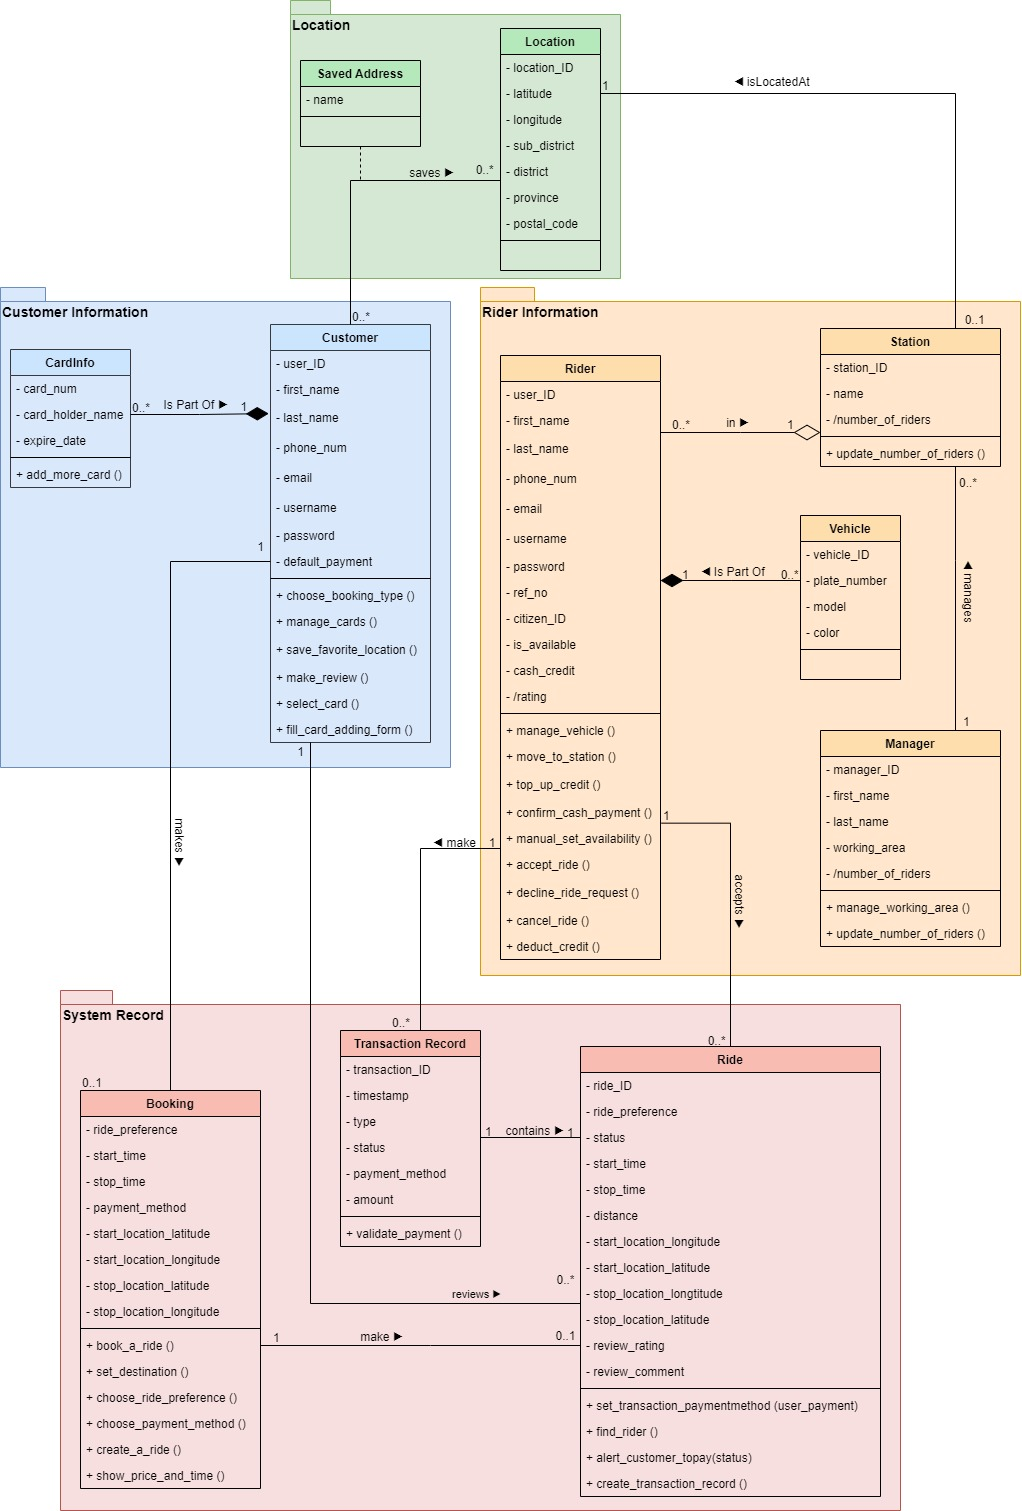 Location
Location
- location_ID
- latitude
- longitude
- sub_district
- district
- province
- postal_code
Saved Address
- name
saves ▶
0..*
0..*
1
◀ isLocatedAt
0..1
Customer Information
CardInfo
- card_num
- card_holder_name
- expire_date
+ add_more_card ()
0..*
Is Part Of ▶
1
Customer
- user_ID
- first_name
- last_name
- phone_num
- email
- username
- password
- default_payment
+ choose_booking_type ()
+ manage_cards ()
+ save_favorite_location ()
+ make_review ()
+ select_card ()
+ fill_card_adding_form ()
1
1
makes ▶
Rider Information
Rider
- user_ID
- first_name
- last_name
- phone_num
- email
- username
- password
- ref_no
- citizen_ID
- is_available
- cash_credit
- /rating
+ manage_vehicle ()
+ move_to_station ()
+ top_up_credit ()
+ confirm_cash_payment ()
+ manual_set_availability ()
+ accept_ride ()
+ decline_ride_request ()
+ cancel_ride ()
+ deduct_credit ()
0..*
in ▶
1
Station
- station_ID
- name
- /number_of_riders
+ update_number_of_riders ()
0..*
◀ manages
1
1
◀ Is Part Of
0..*
Vehicle
- vehicle_ID
- plate_number
- model
- color
Manager
- manager_ID
- first_name
- last_name
- working_area
- /number_of_riders
+ manage_working_area ()
+ update_number_of_riders ()
◀ make
1
1
accepts ▶
System Record
0..1
Booking
- ride_preference
- start_time
- stop_time
- payment_method
- start_location_latitude
- start_location_longitude
- stop_location_latitude
- stop_location_longitude
+ book_a_ride ()
+ set_destination ()
+ choose_ride_preference ()
+ choose_payment_method ()
+ create_a_ride ()
+ show_price_and_time ()
0..*
Transaction Record
- transaction_ID
- timestamp
- type
- status
- payment_method
- amount
+ validate_payment ()
1
contains ▶
1
reviews ▶
0..*
1
make ▶
0..1
0..*
Ride
- ride_ID
- ride_preference
- status
- start_time
- stop_time
- distance
- start_location_longitude
- start_location_latitude
- stop_location_longtitude
- stop_location_latitude
- review_rating
- review_comment
+ set_transaction_paymentmethod (user_payment)
+ find_rider ()
+ alert_customer_topay(status)
+ create_transaction_record ()